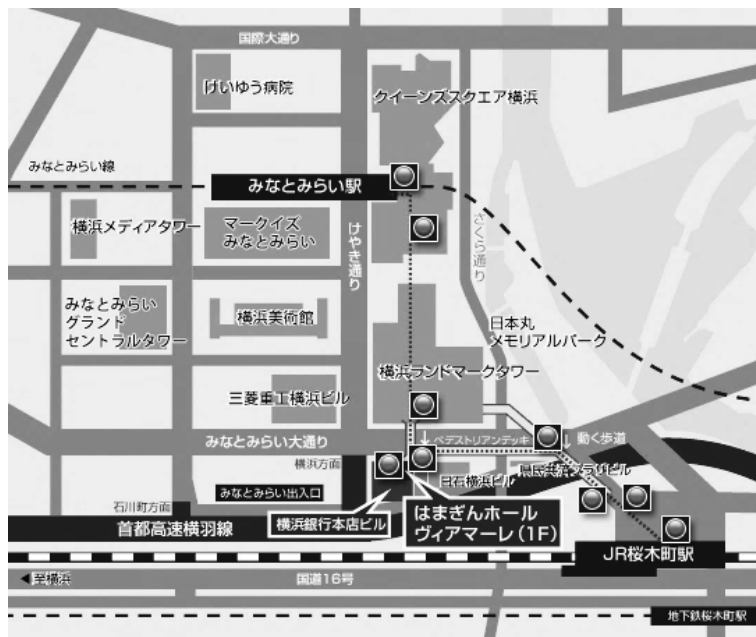 国際大通り
けいゆう病院
クイーンズスクエア横浜
みなとみらい線
みなとみらい駅
横浜メディアタワー
マークイズ
みなとみらい
けやき通り
さくら通り
みなとみらい
グランド
セントラルタワー
横浜美術館
日本丸
メモリアルパーク
三菱重工横浜ビル
横浜ランドマークタワー
みなとみらい大通り
↓ペデストリアンデッキ
↓動く歩道
横浜方面
日石横浜ビル
県民共済プラザビル
みなとみらい出入口
石川町方面
首都高速横羽線
横浜銀行本店ビル
はまぎんホール
ヴィアマーレ(1F)
JR桜木町駅
◀至横浜
国道16号
地下鉄桜木町駅